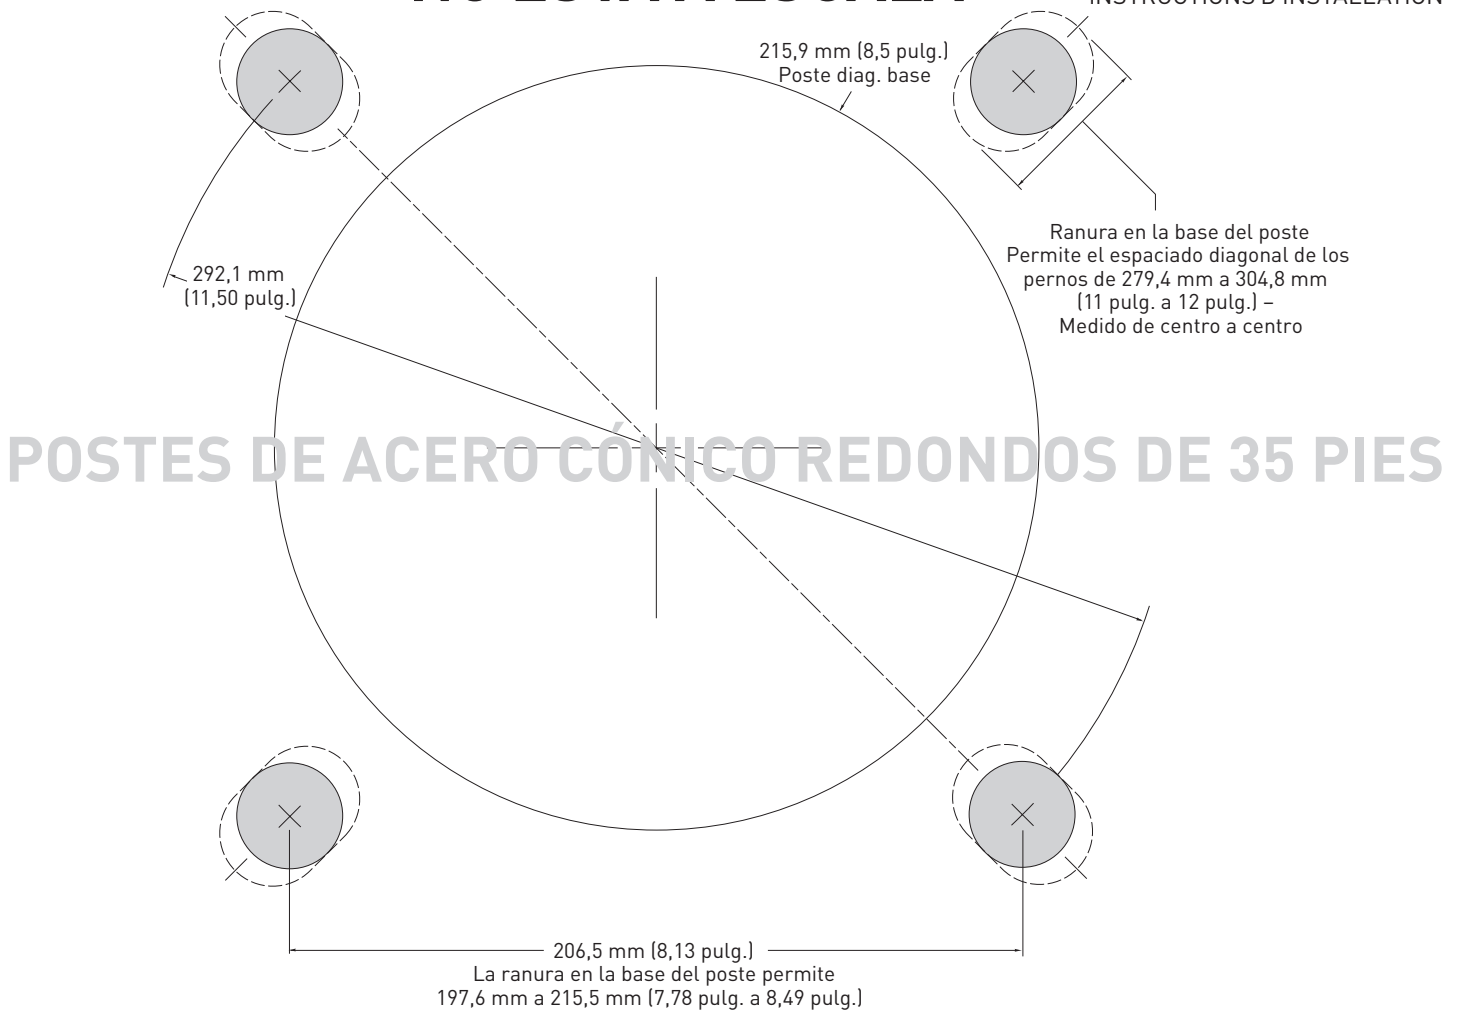 INSTRUCTIONS D'INSTALLATION
215,9 mm (8,5 pulg.)
Poste diag. base
Ranura en la base del poste
Permite el espaciado diagonal de los
pernos de 279,4 mm a 304,8 mm
(11 pulg. a 12 pulg.) –
Medido de centro a centro
292,1 mm
(11,50 pulg.)
POSTES DE ACERO CÓNICO REDONDOS DE 35 PIES
206,5 mm (8,13 pulg.)
La ranura en la base del poste permite
197,6 mm a 215,5 mm (7,78 pulg. a 8,49 pulg.)